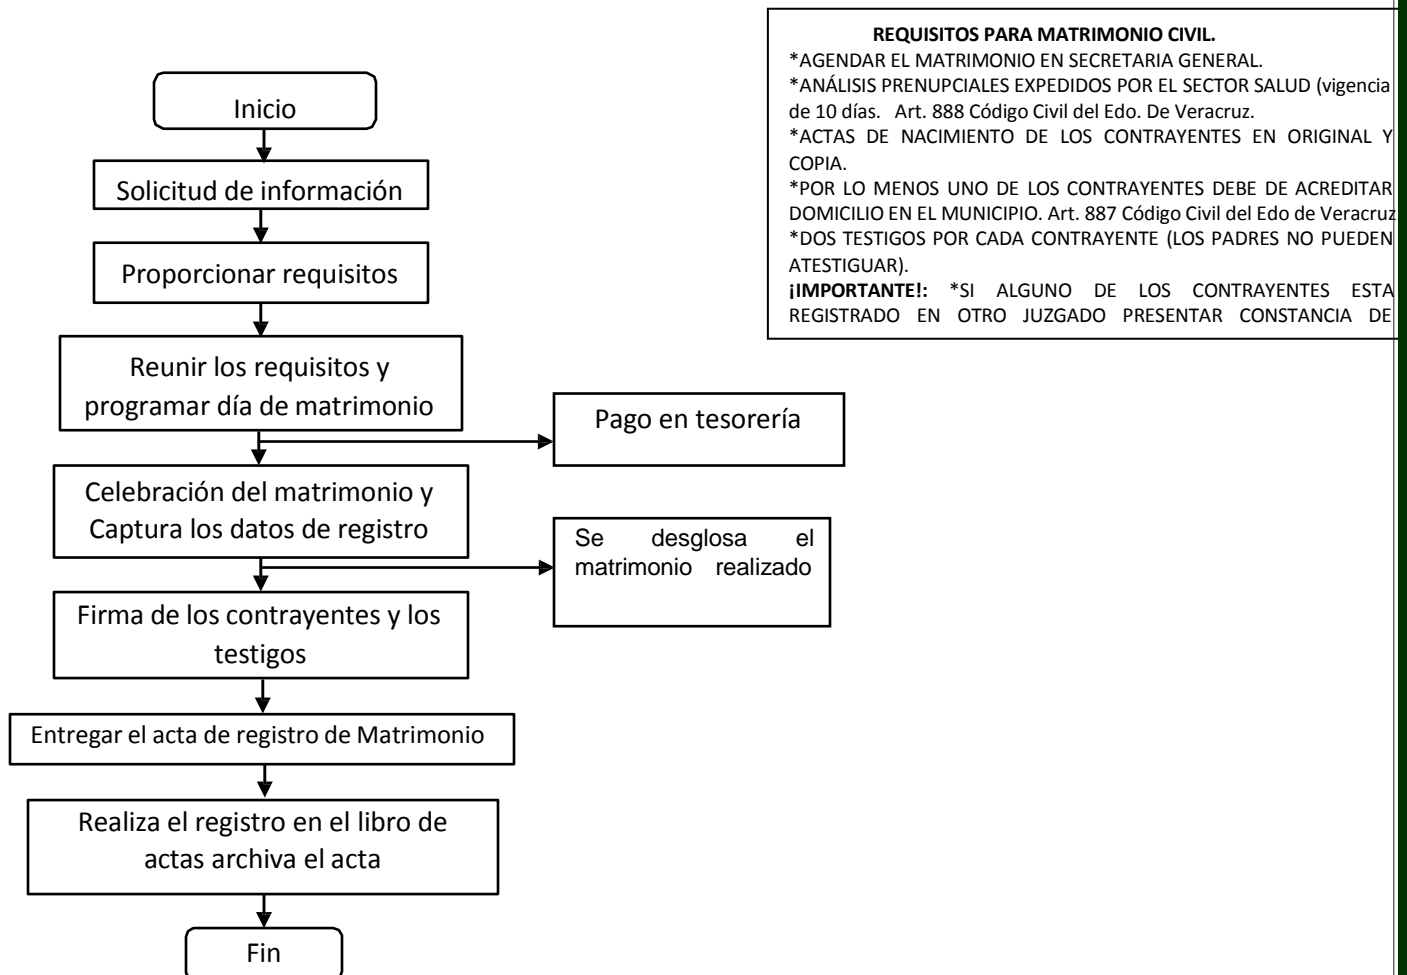 Inicio
Solicitud de información
Proporcionar requisitos
Reunir los requisitos y
programar día de matrimonio
Pago en tesorería
Celebración del matrimonio y
Captura los datos de registro
Se desglosa el
matrimonio realizado
Firma de los contrayentes y los
testigos
Entregar el acta de registro de Matrimonio
Realiza el registro en el libro de
actas archiva el acta
Fin
REQUISITOS PARA MATRIMONIO CIVIL.
*AGENDAR EL MATRIMONIO EN SECRETARIA GENERAL.
*ANÁLISIS PRENUPCIALES EXPEDIDOS POR EL SECTOR SALUD (vigencia
de 10 días. Art. 888 Código Civil del Edo. De Veracruz.
*ACTAS DE NACIMIENTO DE LOS CONTRAYENTES EN ORIGINAL Y
COPIA.
*POR LO MENOS UNO DE LOS CONTRAYENTES DEBE DE ACREDITAR
DOMICILIO EN EL MUNICIPIO. Art. 887 Código Civil del Edo de Veracruz
*DOS TESTIGOS POR CADA CONTRAYENTE (LOS PADRES NO PUEDEN
ATESTIGUAR).
¡IMPORTANTE!: *SI ALGUNO DE LOS CONTRAYENTES ESTA
REGISTRADO EN OTRO JUZGADO PRESENTAR CONSTANCIA DE